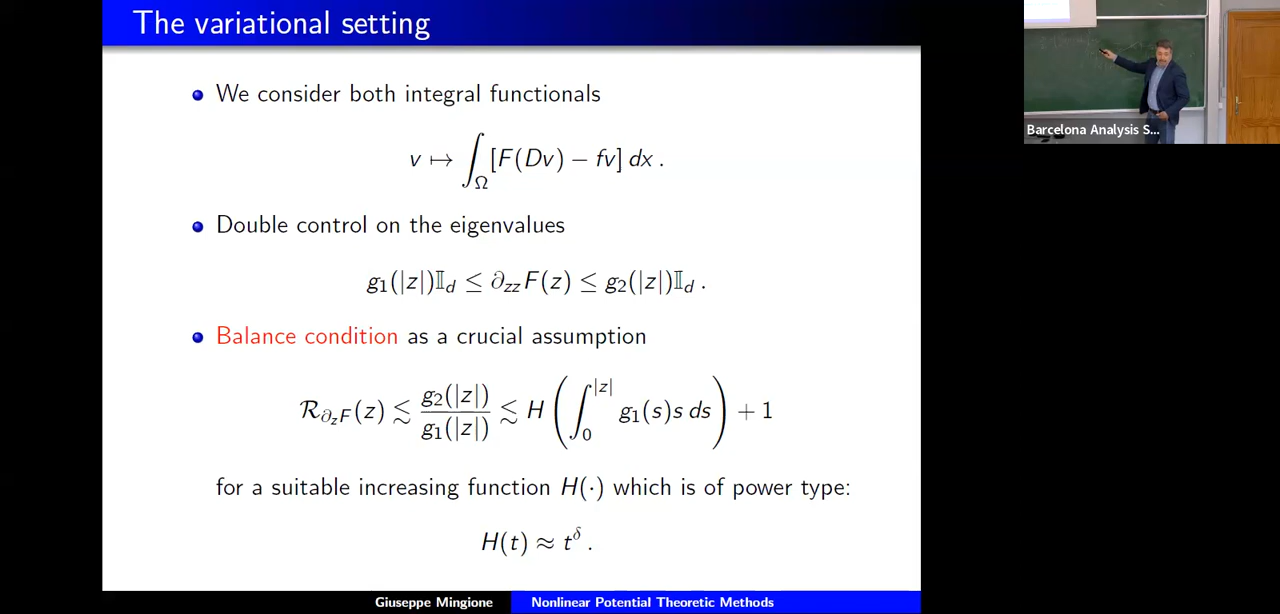 The variational setting
We consider both integral functionals
v ↦ ∫_Ω [F(Dv) − fv] dx .
Double control on the eigenvalues
g₁(|z|)𝕀_d ≤ ∂_zz F(z) ≤ g₂(|z|)𝕀_d .
Balance condition as a crucial assumption
ℛ_{∂_z F}(z) ≲ g₂(|z|)/g₁(|z|) ≲ H(∫₀^{|z|} g₁(s)s ds) + 1
for a suitable increasing function H(·) which is of power type:
H(t) ≈ t^δ .
Giuseppe Mingione Nonlinear Potential Theoretic Methods
Barcelona Analysis S...